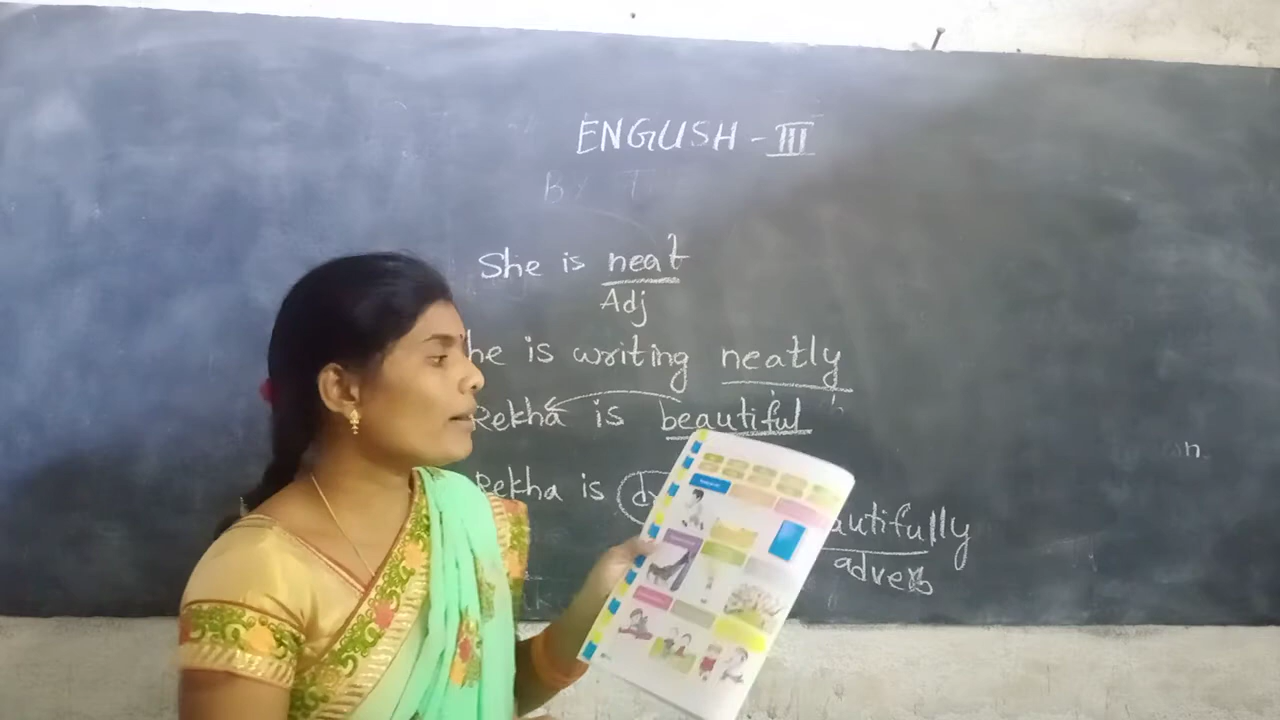 ENGLISH - III
She is neat
Adj
he is writing neatly
Rekha is beautiful
Rekha is autifully
adverb